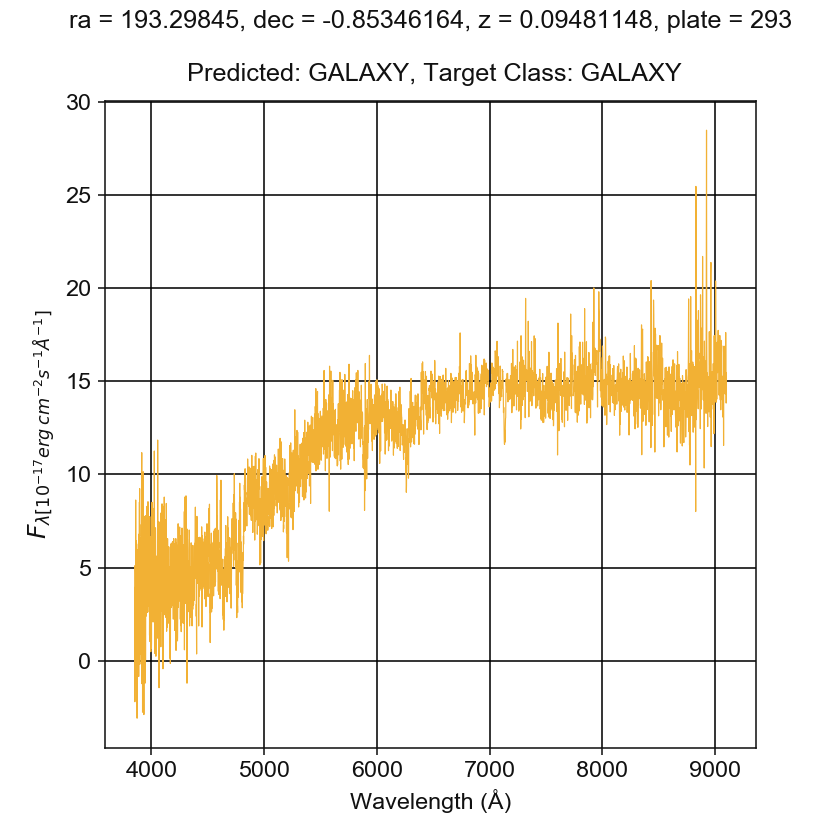 ra = 193.29845, dec = -0.85346164, z = 0.09481148, plate = 293
Predicted: GALAXY, Target Class: GALAXY
30
25
20
15
10
5
0
F_λ[10^{-17} erg cm^{-2} s^{-1} Å^{-1}]
4000 5000 6000 7000 8000 9000
Wavelength (Å)